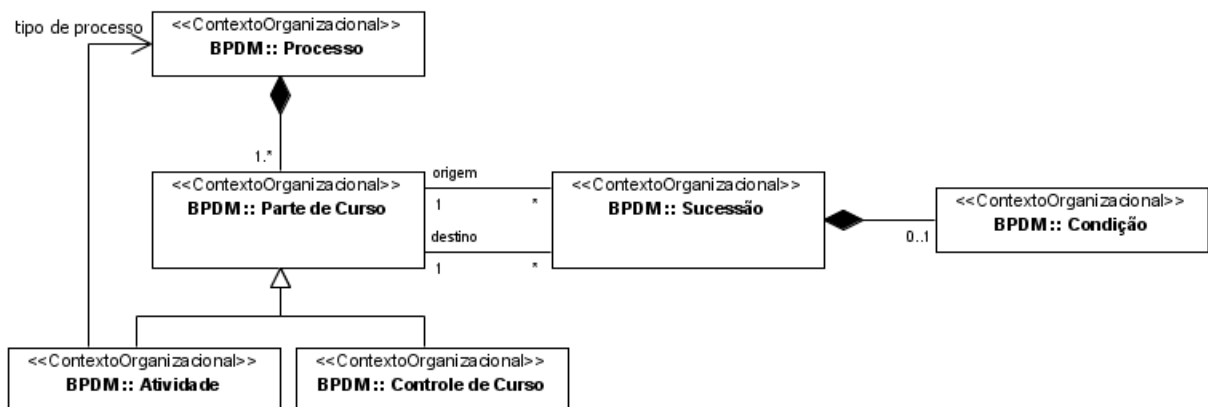 tipo de processo
<<ContextoOrganizacional>>
BPDM :: Processo
1.*
<<ContextoOrganizacional>>
BPDM :: Parte de Curso
origem
1 *
destino
1 *
<<ContextoOrganizacional>>
BPDM :: Sucessão
0..1
<<ContextoOrganizacional>>
BPDM :: Condição
<<ContextoOrganizacional>>
BPDM :: Atividade
<<ContextoOrganizacional>>
BPDM :: Controle de Curso